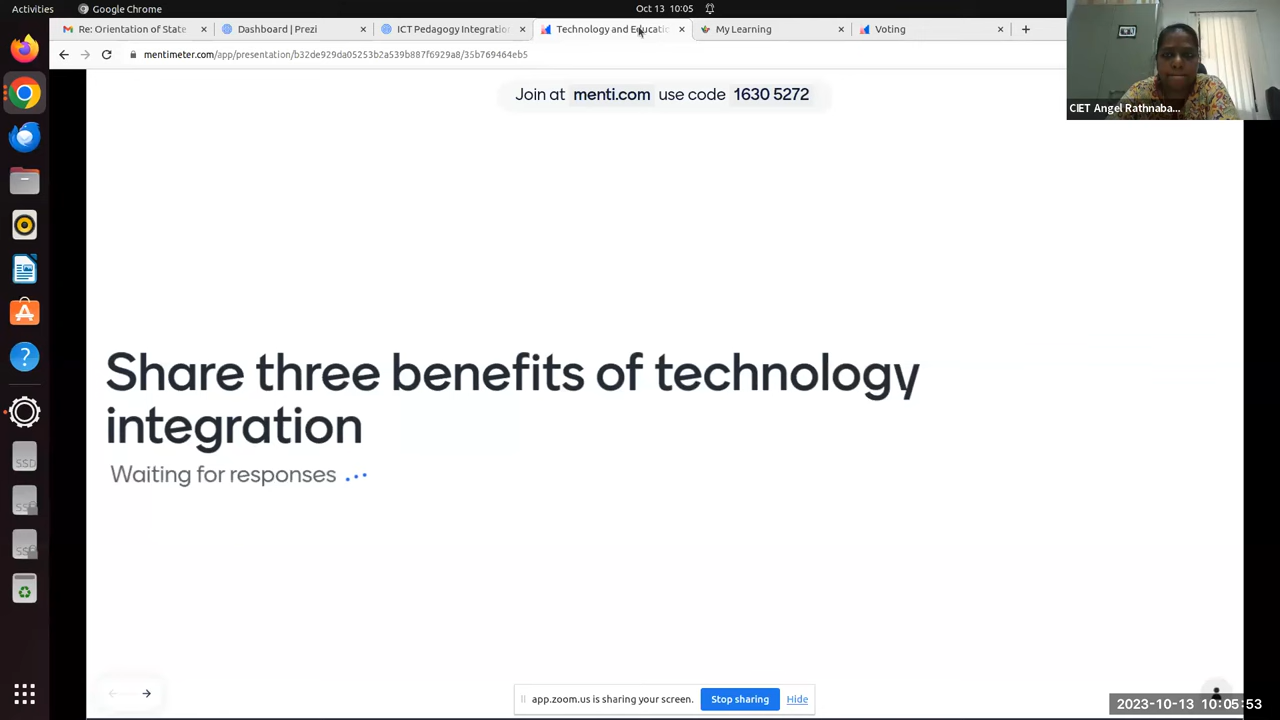 Activities
Google Chrome
Oct 13 10:05
Re: Orientation of State
Dashboard | Prezi
ICT Pedagogy Integration
Technology and Educatio
My Learning
Voting
mentimeter.com/app/presentation/b32de929da05253b2a539b887f6929a8/35b769464eb5
CIET Angel Rathnaba...
Join at menti.com use code 1630 5272
Share three benefits of technology
integration
Waiting for responses
SSD
app.zoom.us is sharing your screen.
Stop sharing
Hide
2023-10-13 10:05:53